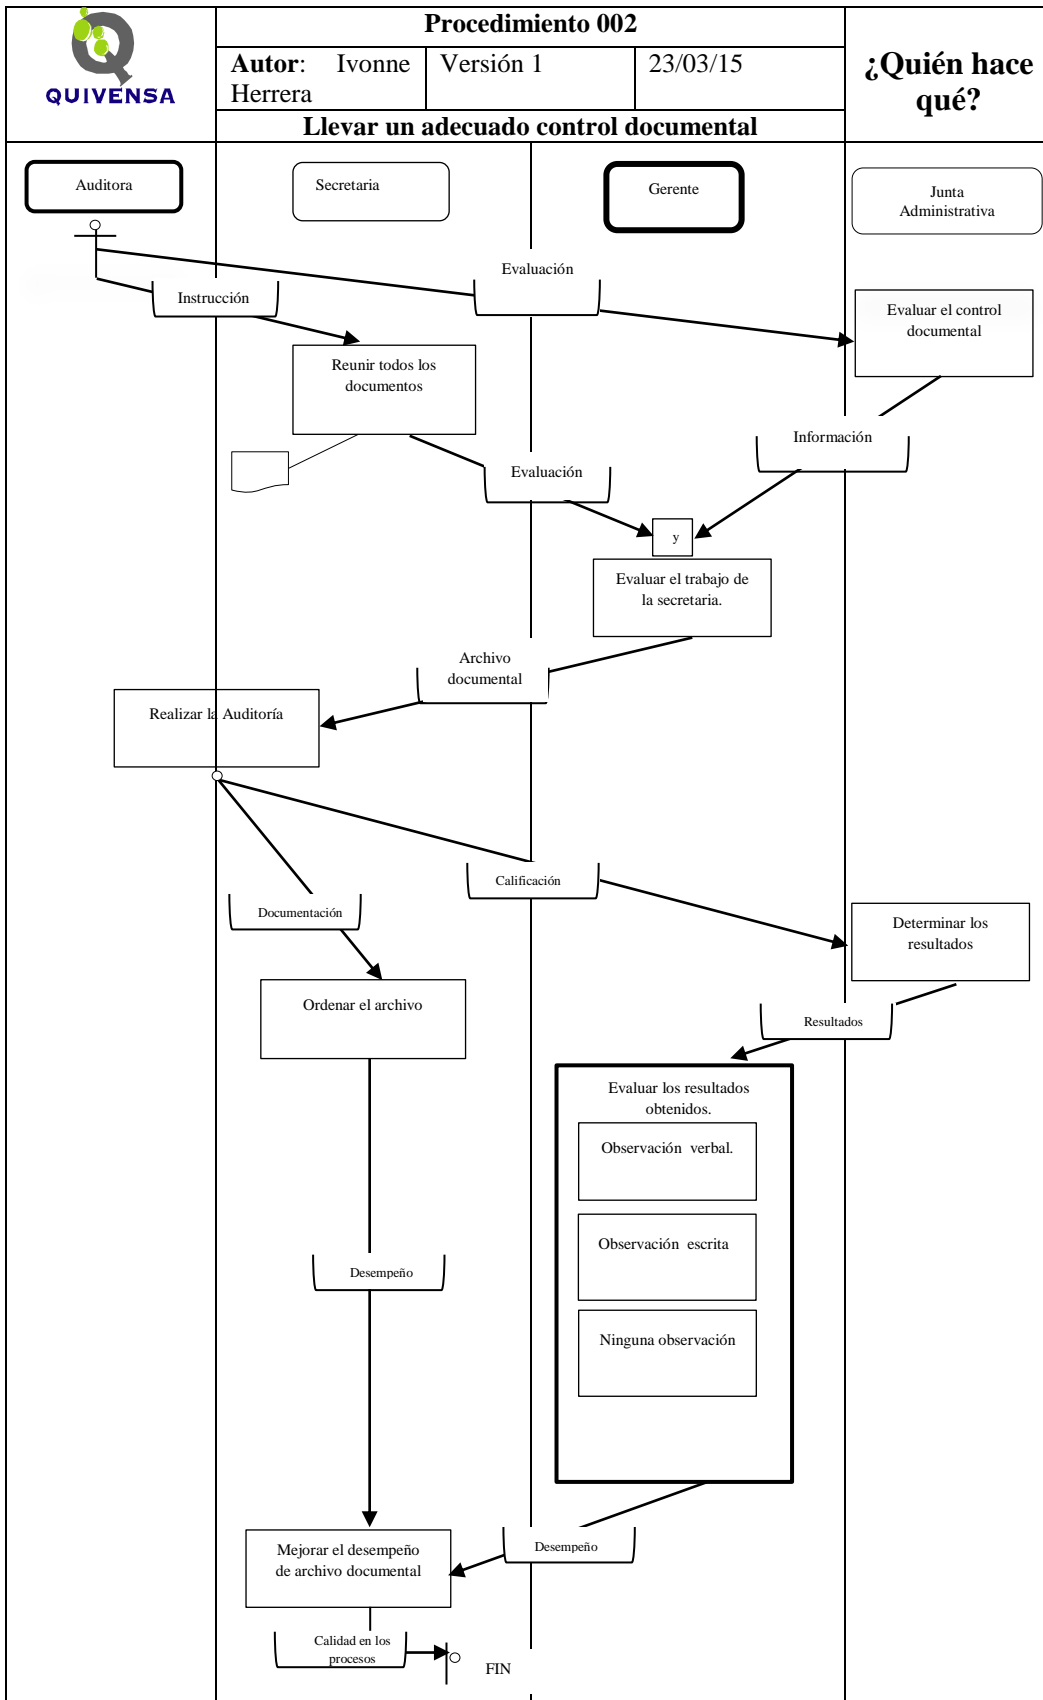 QUIVENSA
Procedimiento 002
Autor: Ivonne
Herrera
Versión 1
23/03/15
¿Quién hace
qué?
Llevar un adecuado control documental
Auditora
Secretaria
Gerente
Junta
Administrativa
Evaluación
Instrucción
Evaluar el control
documental
Reunir todos los
documentos
Información
Evaluación
y
Evaluar el trabajo de
la secretaria.
Archivo
documental
Realizar la Auditoría
Calificación
Documentación
Determinar los
resultados
Ordenar el archivo
Resultados
Evaluar los resultados
obtenidos.
Observación verbal.
Observación escrita
Desempeño
Ninguna observación
Mejorar el desempeño
de archivo documental
Desempeño
Calidad en los
procesos
FIN